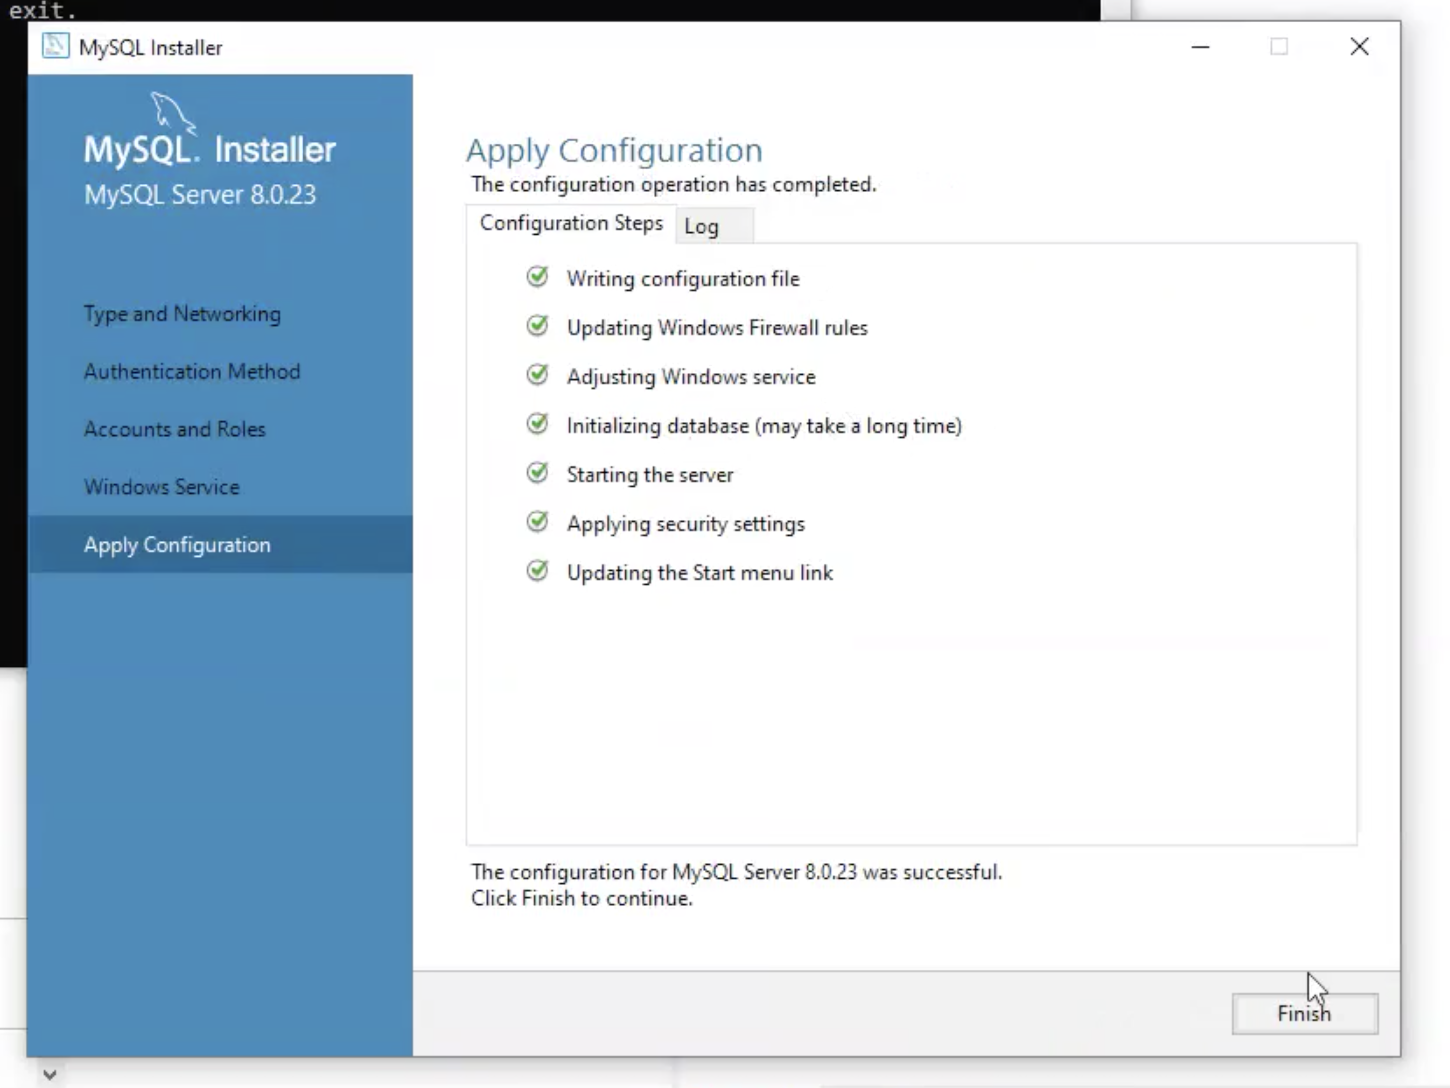 exit.
MySQL Installer
MySQL. Installer
MySQL Server 8.0.23
Type and Networking
Authentication Method
Accounts and Roles
Windows Service
Apply Configuration
Apply Configuration
The configuration operation has completed.
Configuration Steps
Log
Writing configuration file
Updating Windows Firewall rules
Adjusting Windows service
Initializing database (may take a long time)
Starting the server
Applying security settings
Updating the Start menu link
The configuration for MySQL Server 8.0.23 was successful.
Click Finish to continue.
Finish